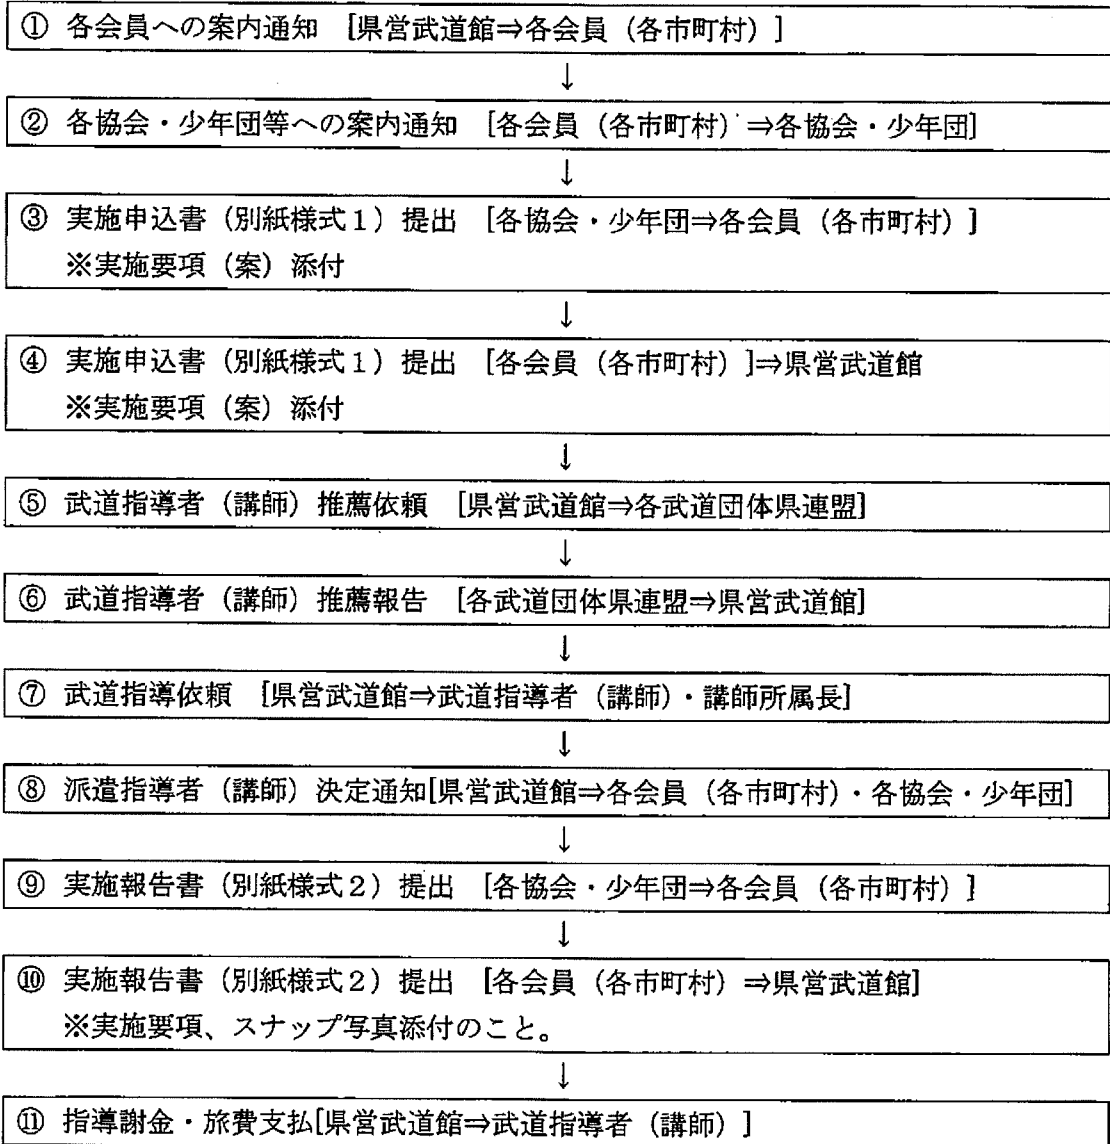 ① 各会員への案内通知 [県営武道館⇒各会員（各市町村）]
↓
② 各協会・少年団等への案内通知 [各会員（各市町村）⇒各協会・少年団]
↓
③ 実施申込書（別紙様式1）提出 [各協会・少年団⇒各会員（各市町村）]
※実施要項（案）添付
↓
④ 実施申込書（別紙様式1）提出 [各会員（各市町村）]⇒県営武道館
※実施要項（案）添付
↓
⑤ 武道指導者（講師）推薦依頼 [県営武道館⇒各武道団体県連盟]
↓
⑥ 武道指導者（講師）推薦報告 [各武道団体県連盟⇒県営武道館]
↓
⑦ 武道指導依頼 [県営武道館⇒武道指導者（講師）・講師所属長]
↓
⑧ 派遣指導者（講師）決定通知[県営武道館⇒各会員（各市町村）・各協会・少年団]
↓
⑨ 実施報告書（別紙様式2）提出 [各協会・少年団⇒各会員（各市町村）]
↓
⑩ 実施報告書（別紙様式2）提出 [各会員（各市町村）⇒県営武道館]
※実施要項、スナップ写真添付のこと。
↓
⑪ 指導謝金・旅費支払[県営武道館⇒武道指導者（講師）]